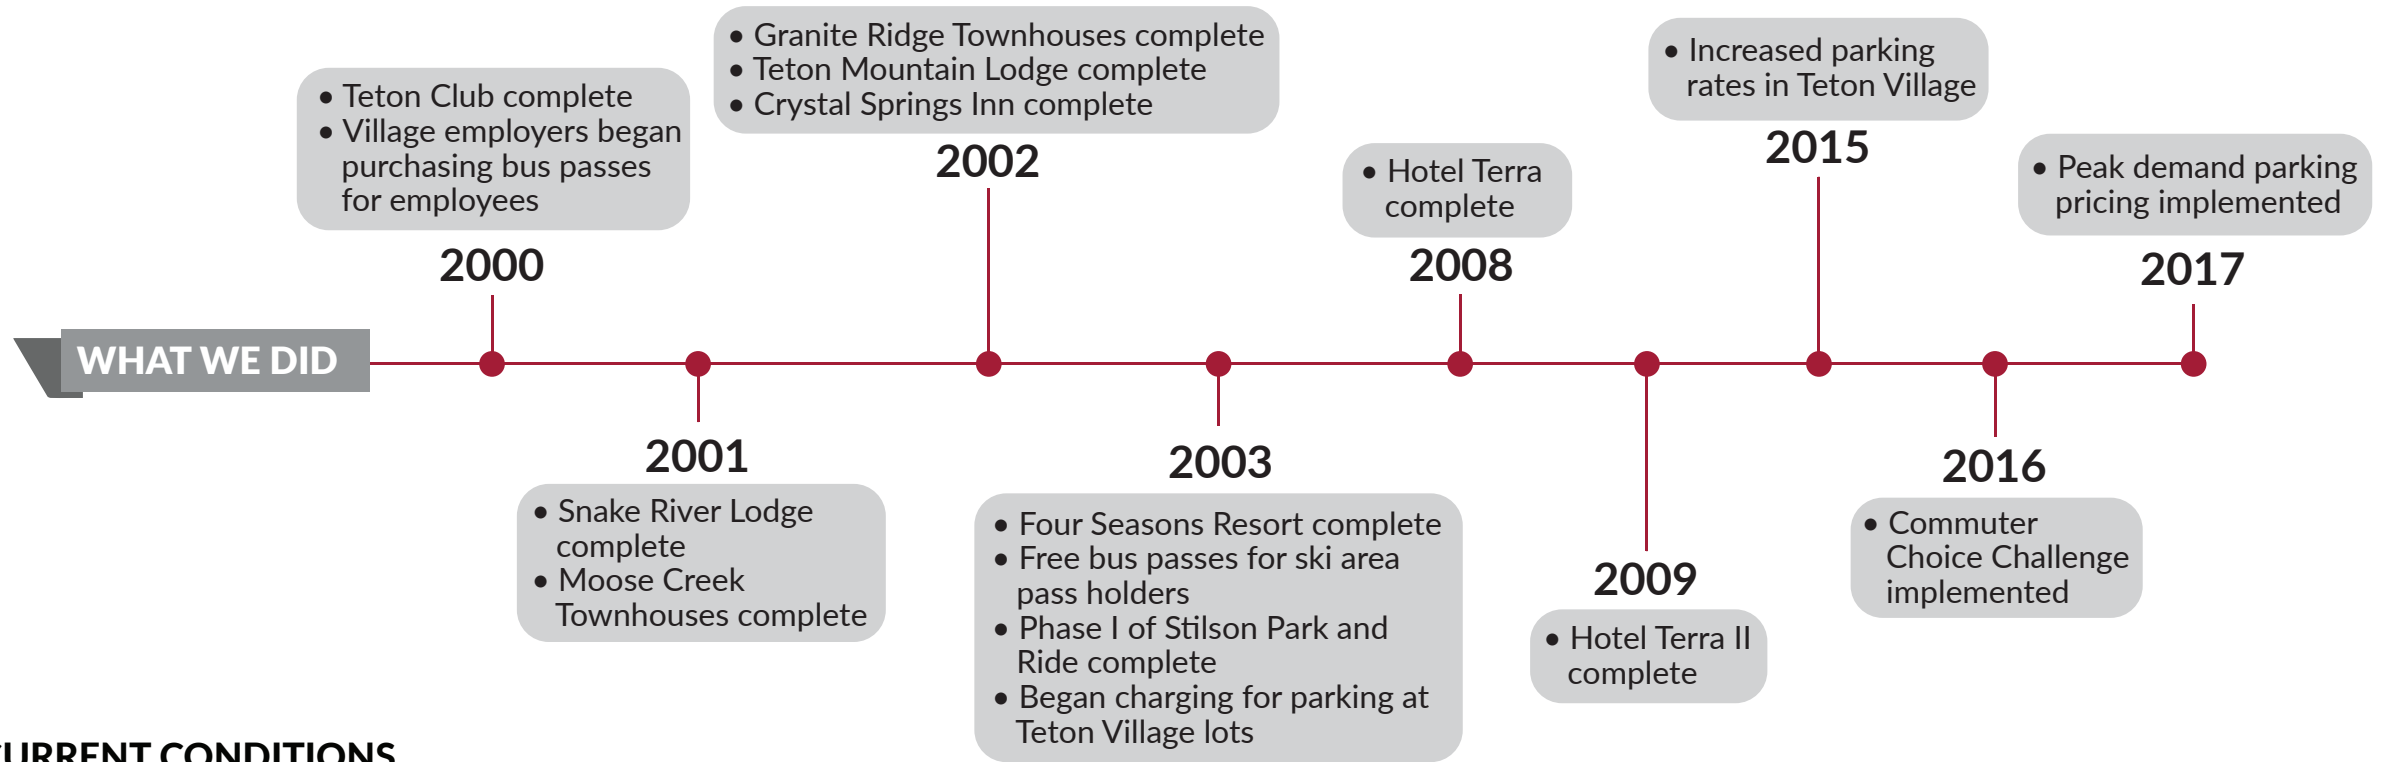 • Teton Club complete
• Village employers began
purchasing bus passes
for employees
2000
• Granite Ridge Townhouses complete
• Teton Mountain Lodge complete
• Crystal Springs Inn complete
2002
• Hotel Terra
complete
2008
• Increased parking
rates in Teton Village
2015
• Peak demand parking
pricing implemented
2017
WHAT WE DID
2001
• Snake River Lodge
complete
• Moose Creek
Townhouses complete
2003
• Four Seasons Resort complete
• Free bus passes for ski area
pass holders
• Phase I of Stilson Park and
Ride complete
• Began charging for parking at
Teton Village lots
2009
• Hotel Terra II
complete
2016
• Commuter
Choice Challenge
implemented
CURRENT CONDITIONS